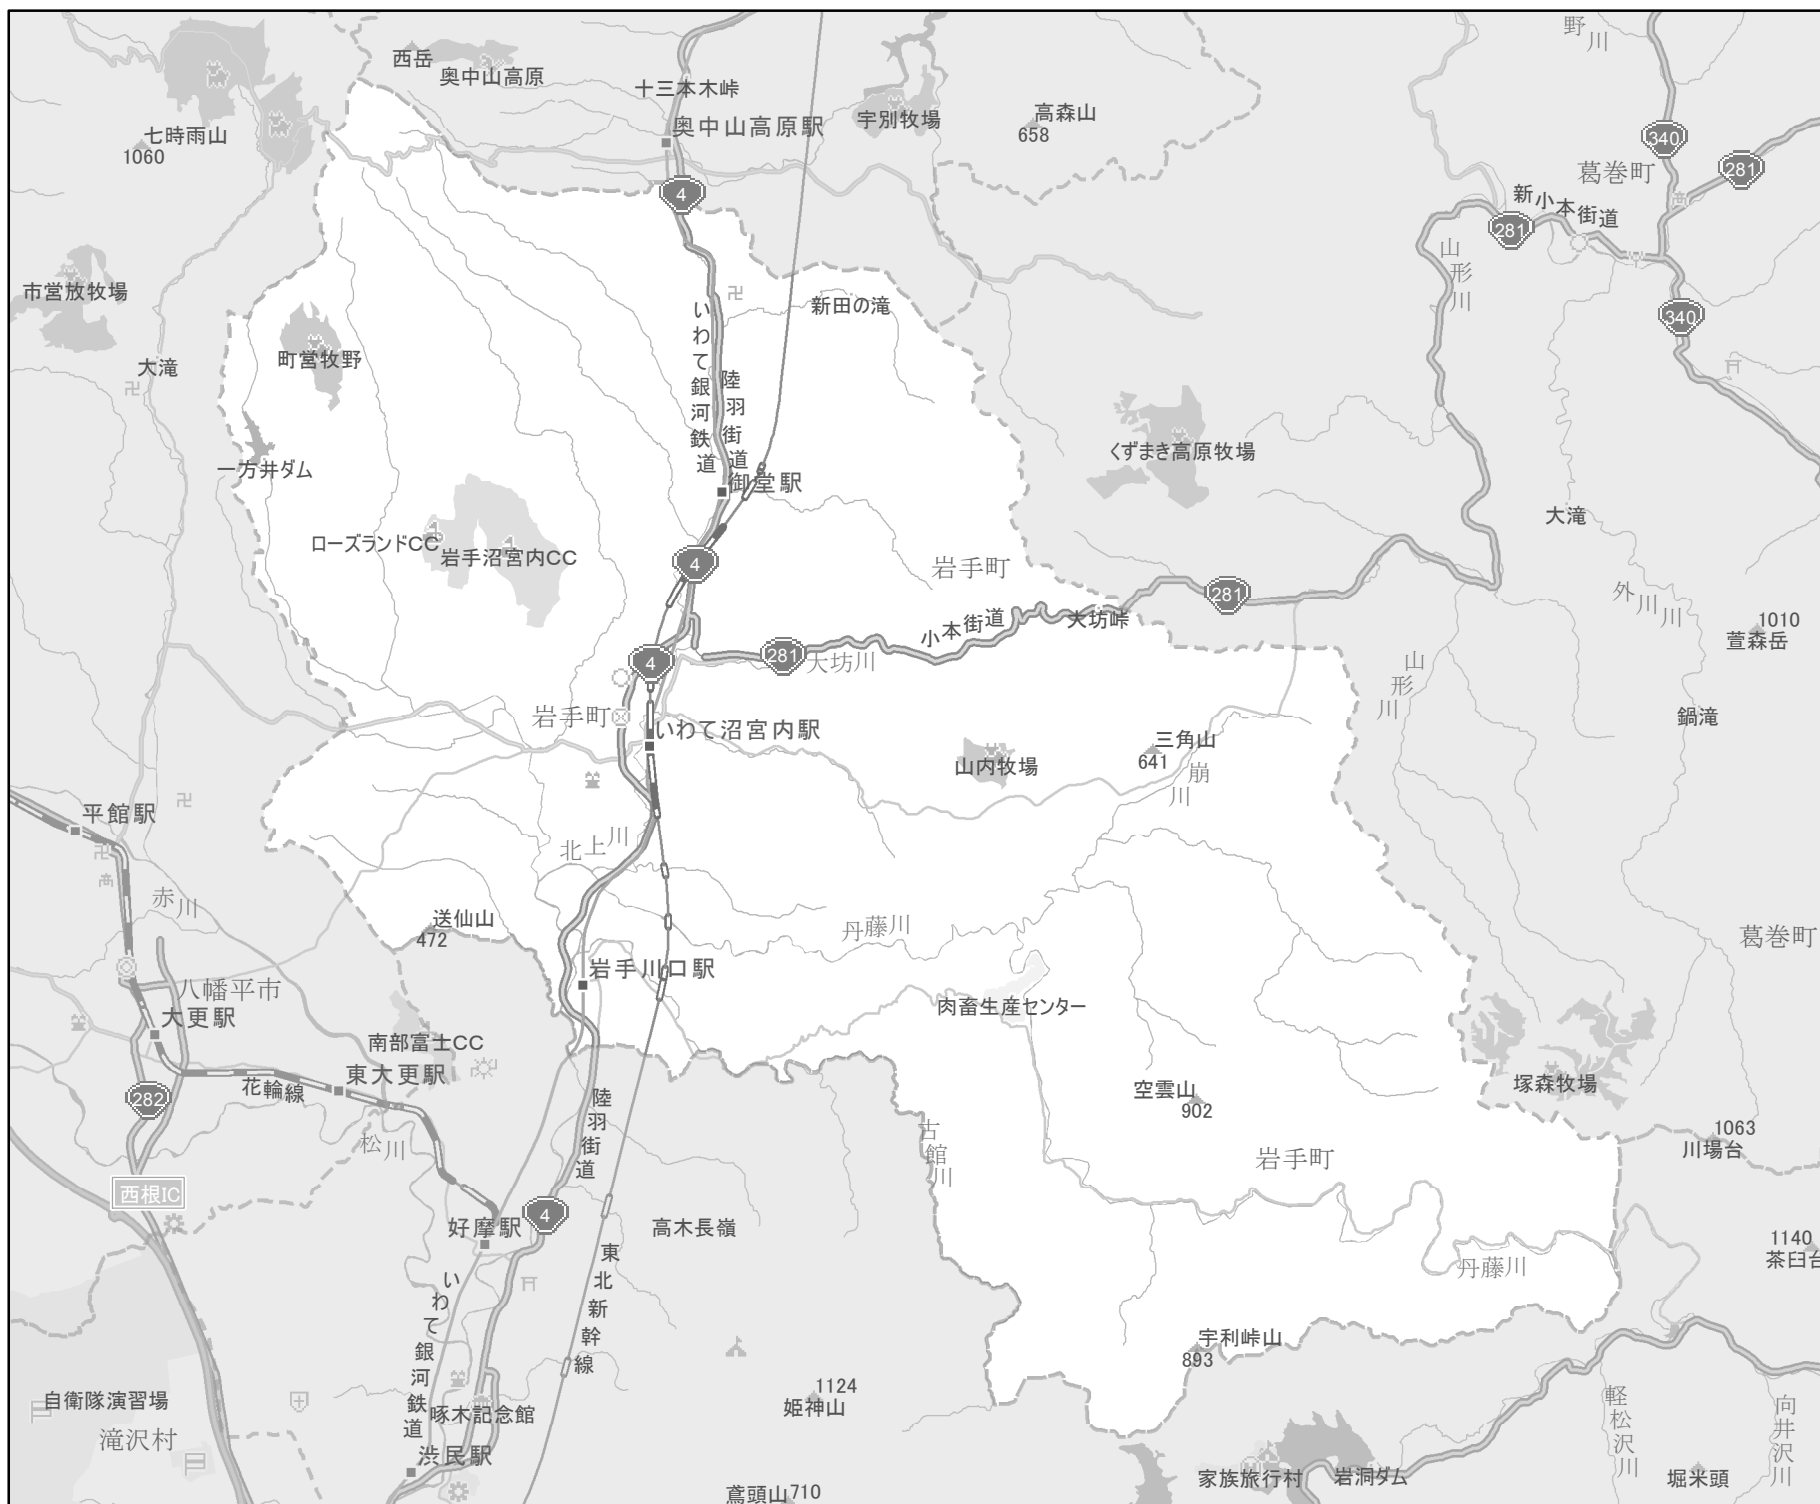 野川
西岳
奥中山高原
十三本木峠
奥中山高原駅
宇別牧場
高森山
658
七時雨山
1060
340
葛巻町
281
4
新小本街道
281
山形川
市営放牧場
新田の滝
いわて銀河鉄道
340
町営牧野
大滝
陸羽街道
くずまき高原牧場
一方井ダム
御堂駅
大滝
ローズランドCC
岩手沼宮内CC
4
岩手町
281
外川川
1010
萱森岳
小本街道
大坊峠
4
281
大坊川
山形川
岩手町
いわて沼宮内駅
鍋滝
三角山
641
山内牧場
崩川
平館駅
北上川
赤川
送仙山
472
丹藤川
葛巻町
岩手川口駅
八幡平市
大更駅
肉畜生産センター
南部富士CC
東大更駅
花輪線
282
塚森牧場
空雲山
902
陸羽街道
古館川
松川
1063
川場台
岩手町
西根IC
4
好摩駅
高木長嶺
1140
茶臼台
東北新幹線
丹藤川
いわて銀河鉄道
宇利峠山
893
自衛隊演習場
1124
姫神山
啄木記念館
軽松沢川
向井沢川
滝沢村
渋民駅
家族旅行村
岩洞ダム
堀米頭
鳶頭山710